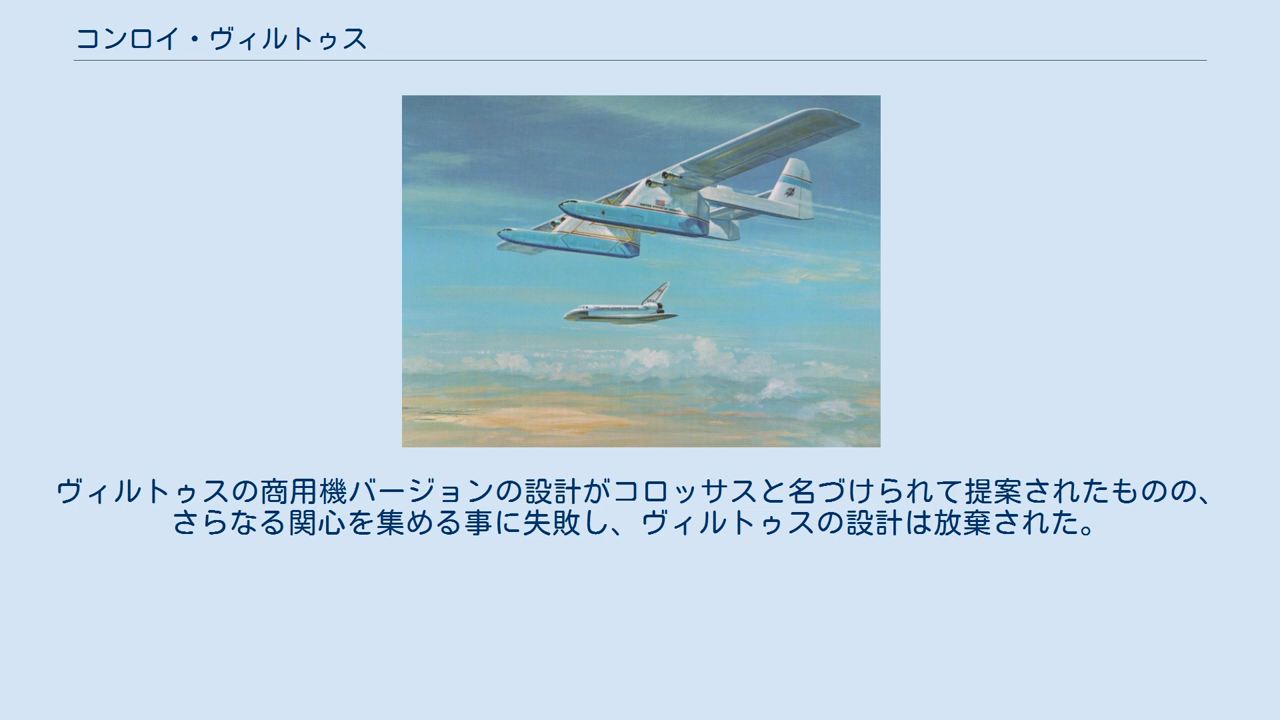 コンロイ・ヴィルトゥス
ヴィルトゥスの商用機バージョンの設計がコロッサスと名づけられて提案されたものの、
さらなる関心を集める事に失敗し、ヴィルトゥスの設計は放棄された。